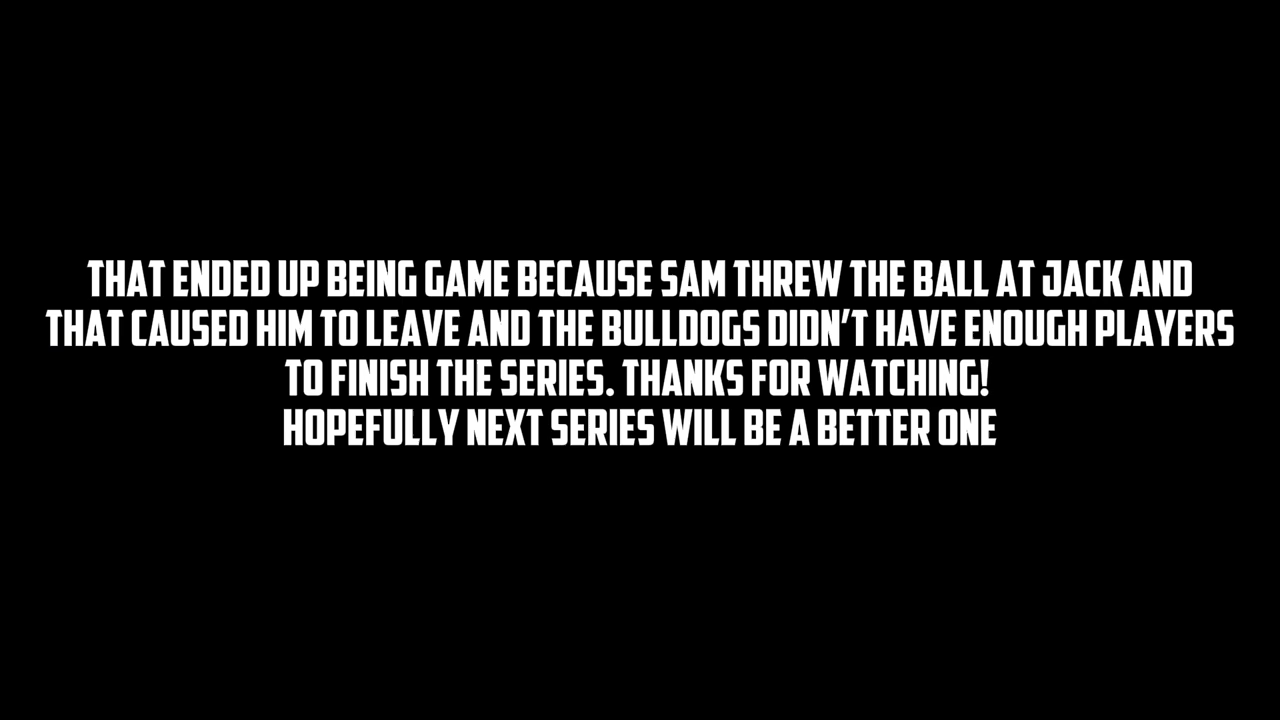 THAT ENDED UP BEING GAME BECAUSE SAM THREW THE BALL AT JACK AND
THAT CAUSED HIM TO LEAVE AND THE BULLDOGS DIDN'T HAVE ENOUGH PLAYERS
TO FINISH THE SERIES. THANKS FOR WATCHING!
HOPEFULLY NEXT SERIES WILL BE A BETTER ONE